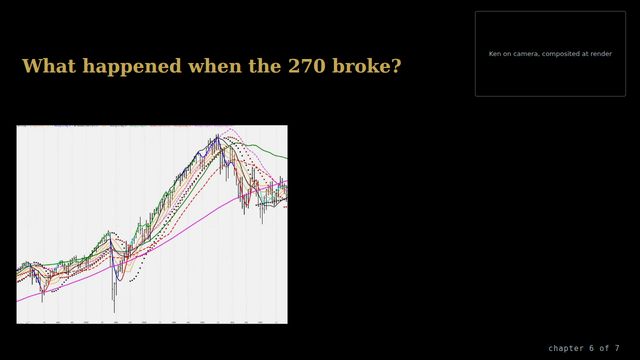 Ken on camera, composited at render
What happened when the 270 broke?
chapter 6 of 7